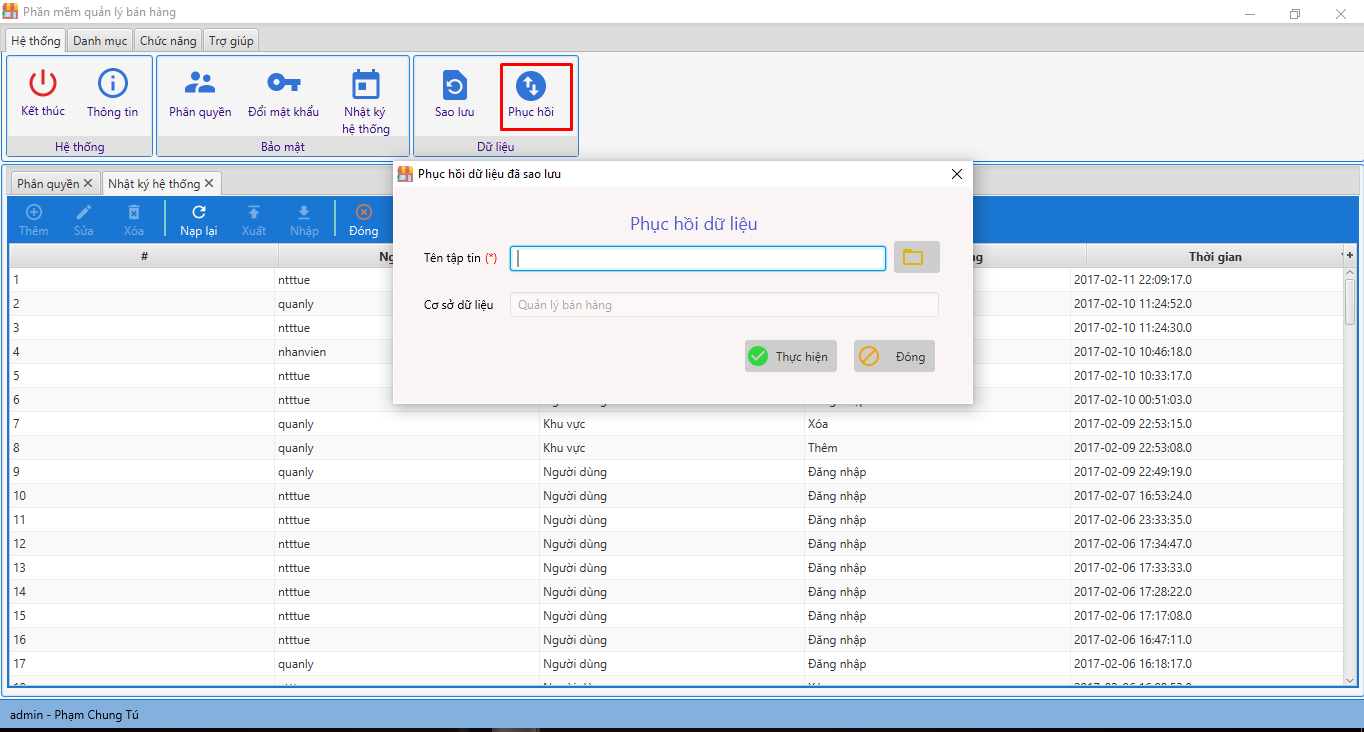 Phần mềm quản lý bán hàng
Hệ thống Danh mục Chức năng Trợ giúp
Kết thúc Thông tin Phân quyền Đổi mật khẩu Nhật ký hệ thống Sao lưu Phục hồi
Hệ thống Bảo mật Dữ liệu
Phân quyền Nhật ký hệ thống
Thêm Sửa Xóa Nạp lại Xuất Nhập Đóng
Phục hồi dữ liệu đã sao lưu
Phục hồi dữ liệu
Tên tập tin (*)
Cơ sở dữ liệu Quản lý bán hàng
Thực hiện Đóng
# Thời gian
1 ntttue 2017-02-11 22:09:17.0
2 quanly 2017-02-10 11:24:52.0
3 ntttue 2017-02-10 11:24:30.0
4 nhanvien 2017-02-10 10:46:18.0
5 ntttue 2017-02-10 10:33:17.0
6 ntttue 2017-02-10 00:51:03.0
7 quanly Khu vực Xóa 2017-02-09 22:53:15.0
8 quanly Khu vực Thêm 2017-02-09 22:53:08.0
9 quanly Người dùng Đăng nhập 2017-02-09 22:49:19.0
10 ntttue Người dùng Đăng nhập 2017-02-07 16:53:24.0
11 ntttue Người dùng Đăng nhập 2017-02-06 23:33:35.0
12 ntttue Người dùng Đăng nhập 2017-02-06 17:34:47.0
13 ntttue Người dùng Đăng nhập 2017-02-06 17:33:33.0
14 ntttue Người dùng Đăng nhập 2017-02-06 17:28:22.0
15 ntttue Người dùng Đăng nhập 2017-02-06 17:17:08.0
16 ntttue Người dùng Đăng nhập 2017-02-06 16:47:11.0
17 quanly Người dùng Đăng nhập 2017-02-06 16:18:17.0
admin - Phạm Chung Tú